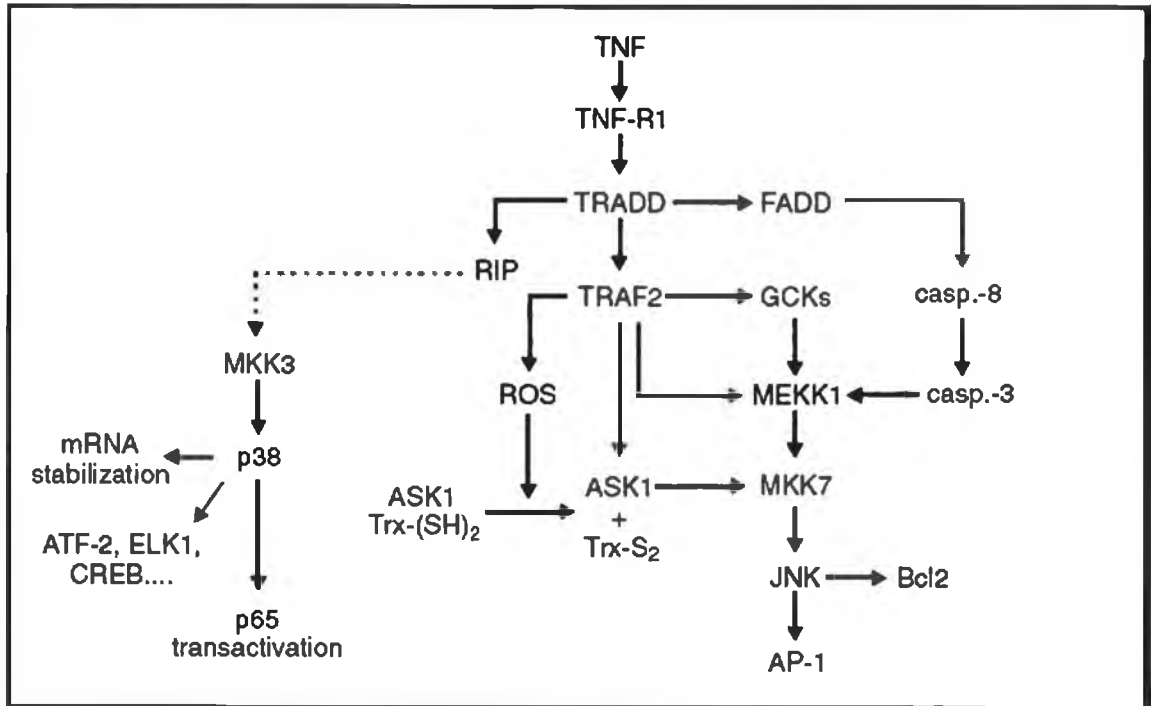 TNF
TNF-R1
TRADD
FADD
RIP
TRAF2
GCKs
casp.-8
MKK3
ROS
MEKK1
casp.-3
mRNA
stabilization
p38
ASK1
Trx-(SH)₂
ASK1
+
Trx-S₂
MKK7
ATF-2, ELK1,
CREB....
JNK
Bcl2
p65
transactivation
AP-1